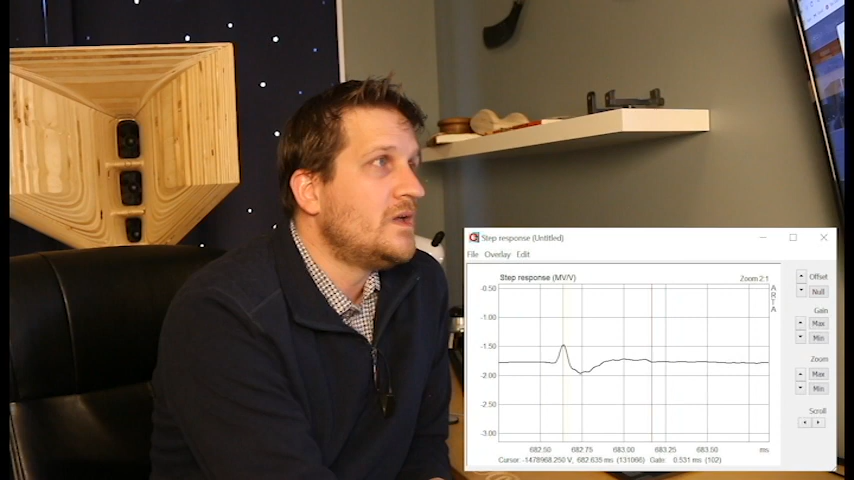 Step response (Untitled)
File Overlay Edit
Step response (MV/V)
Zoom 2:1
-0.50
-1.00
-1.50
-2.00
-2.50
-3.00
682.50 682.75 683.00 683.25 683.50 ms
Cursor: -1478968.250 V, 682.635 ms (131066) Gate: 0.531 ms (102)
A
R
T
A
Offset
Null
Gain
Max
Min
Zoom
Max
Min
Scroll